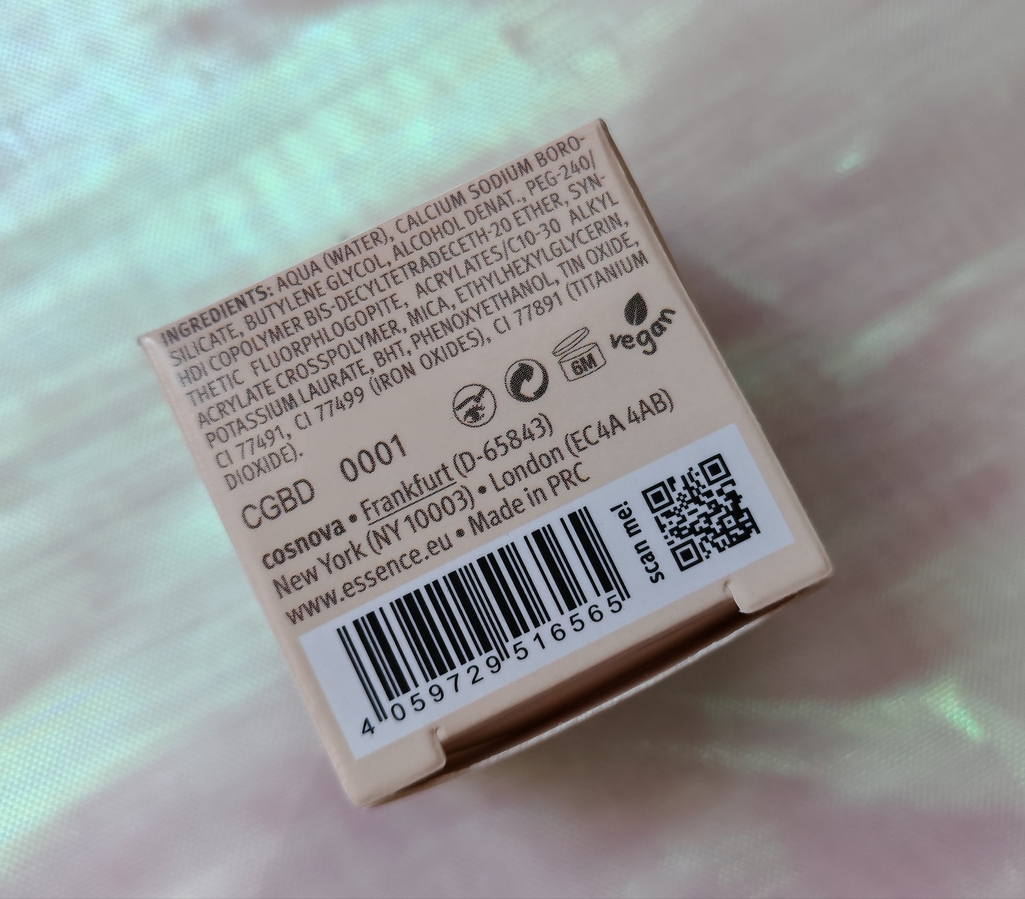 INGREDIENTS: AQUA (WATER), CALCIUM SODIUM BORO-
SILICATE, BUTYLENE GLYCOL, ALCOHOL DENAT., PEG-240/
HDI COPOLYMER BIS-DECYLTETRADECETH-20 ETHER, SYN-
THETIC FLUORPHLOGOPITE, ACRYLATES/C10-30 ALKYL
ACRYLATE CROSSPOLYMER, MICA, ETHYLHEXYLGLYCERIN,
POTASSIUM LAURATE, BHT, PHENOXYETHANOL, TIN OXIDE,
CI 77491, CI 77499 (IRON OXIDES), CI 77891 (TITANIUM
DIOXIDE).
6M
vegan
CGBD 0001
cosnova • Frankfurt (D-65843)
New York (NY 10003) • London (EC4A 4AB)
www.essence.eu • Made in PRC
scan me!
4 059729 516565